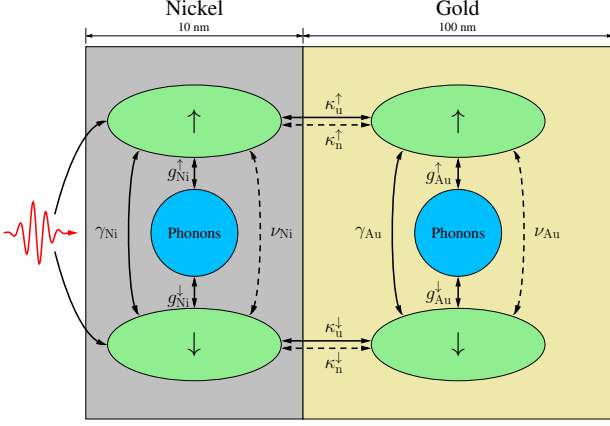 Nickel Gold
10 nm 100 nm
↑ κ_u^↑ ↑
κ_n^↑
g_Ni^↑ g_Au^↑
γ_Ni Phonons ν_Ni γ_Au Phonons ν_Au
g_Ni^↓ g_Au^↓
κ_u^↓
↓ κ_n^↓ ↓